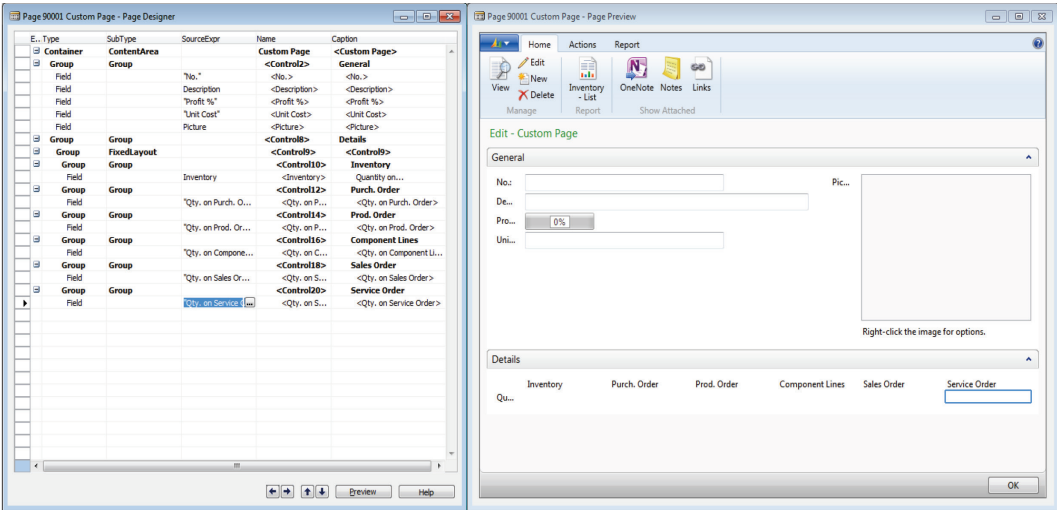 Page 90001 Custom Page - Page Designer
E.. Type SubType SourceExpr Name Caption
Container ContentArea Custom Page <Custom Page>
Group Group <Control2> General
Field "No." <No.> <No.>
Field Description <Description> <Description>
Field "Profit %" <Profit %> <Profit %>
Field "Unit Cost" <Unit Cost> <Unit Cost>
Field Picture <Picture> <Picture>
Group Group <Control8> Details
Group FixedLayout <Control9> <Control9>
Group Group <Control10> Inventory
Field Inventory <Inventory> Quantity on...
Group Group <Control12> Purch. Order
Field "Qty. on Purch. O... <Qty. on P... <Qty. on Purch. Order>
Group Group <Control14> Prod. Order
Field "Qty. on Prod. Or... <Qty. on P... <Qty. on Prod. Order>
Group Group <Control16> Component Lines
Field "Qty. on Compone... <Qty. on C... <Qty. on Component Li...
Group Group <Control18> Sales Order
Field "Qty. on Sales Or... <Qty. on S... <Qty. on Sales Order>
Group Group <Control20> Service Order
Field "Qty. on Service ... <Qty. on S... <Qty. on Service Order>
Preview Help
Page 90001 Custom Page - Page Preview
Home Actions Report
View Edit New Delete
Inventory - List
OneNote Notes Links
Manage Report Show Attached
Edit - Custom Page
General
No.: Pic...
De...
Pro... 0%
Uni...
Right-click the image for options.
Details
Inventory Purch. Order Prod. Order Component Lines Sales Order Service Order
Qu...
OK